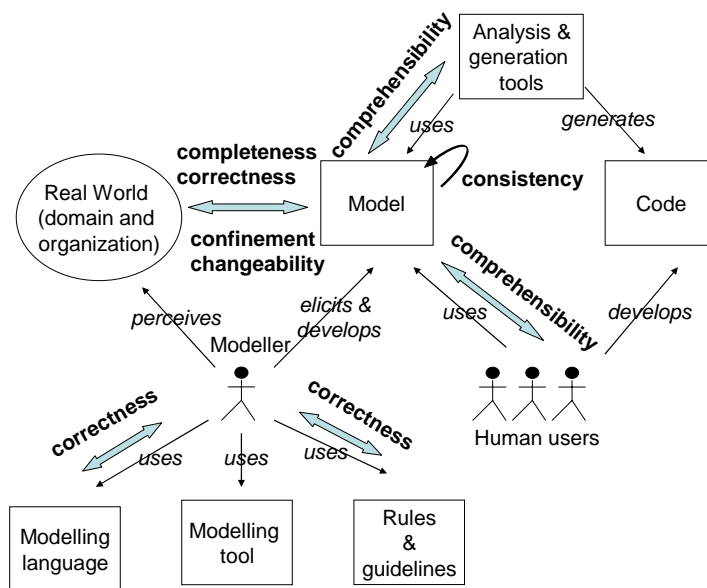 Analysis &
generation
tools
comprehensibility
uses
generates
completeness
correctness
Real World
(domain and
organization)
Model
consistency
Code
confinement
changeability
comprehensibility
perceives
elicits &
develops
uses
develops
Modeller
correctness
correctness
Human users
uses
uses
uses
Modelling
language
Modelling
tool
Rules
&
guidelines